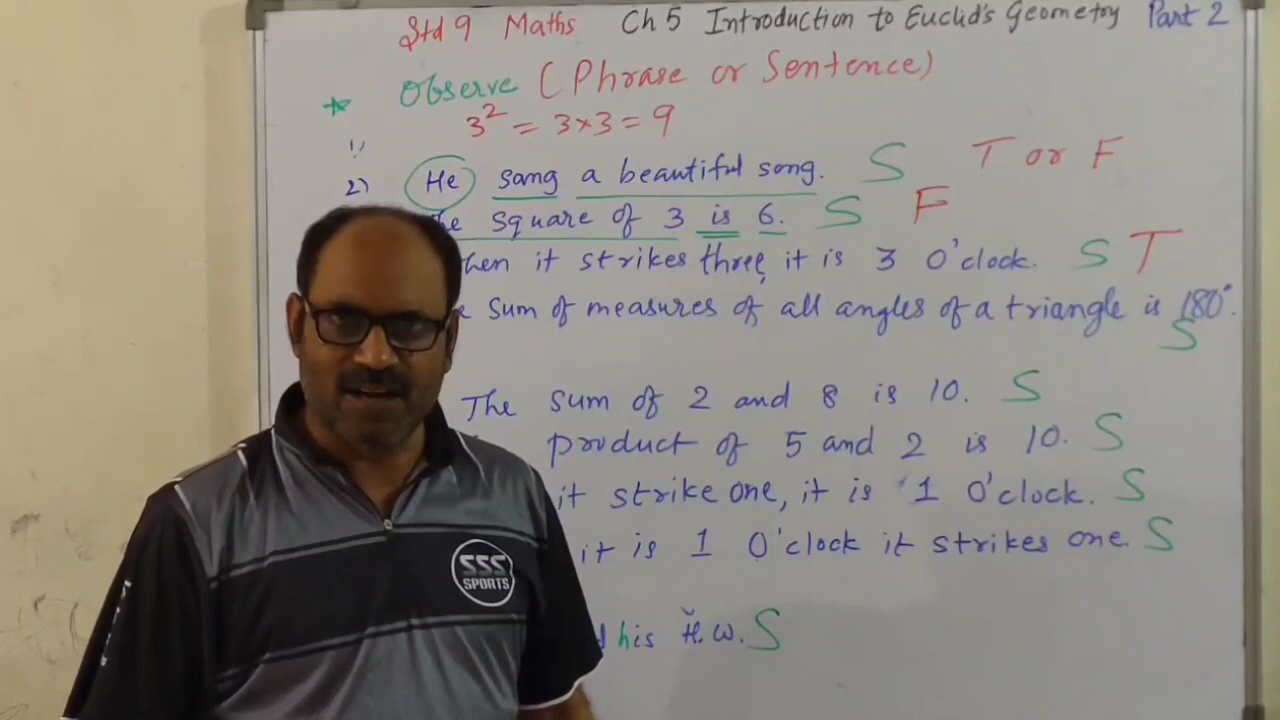 Std 9 Maths Ch 5 Introduction to Euclid's Geometry Part 2
* Observe (Phrase or Sentence)
3² = 3×3 = 9
1)
2) He sang a beautiful song. S T or F
square of 3 is 6. S F
it strikes three, it is 3 O'clock. S T
sum of measures of all angles of a triangle is 180°.
S
The sum of 2 and 8 is 10. S
product of 5 and 2 is 10. S
it strike one, it is 1 O'clock. S
it is 1 O'clock it strikes one. S
his H.W. S
SSS
SPORTS